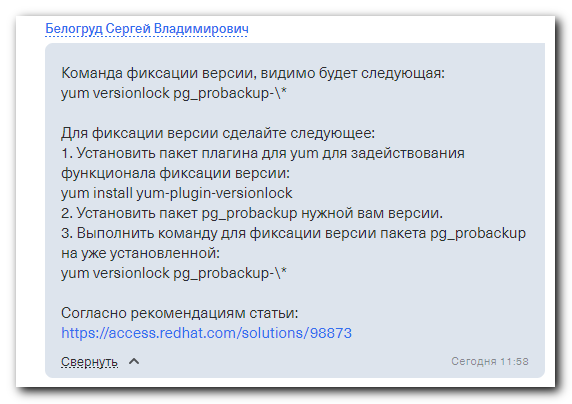 Белогруд Сергей Владимирович
Команда фиксации версии, видимо будет следующая:
yum versionlock pg_probackup-\*
Для фиксации версии сделайте следующее:
1. Установить пакет плагина для yum для задействования
функционала фиксации версии:
yum install yum-plugin-versionlock
2. Установить пакет pg_probackup нужной вам версии.
3. Выполнить команду для фиксации версии пакета pg_probackup
на уже установленной:
yum versionlock pg_probackup-\*
Согласно рекомендациям статьи:
https://access.redhat.com/solutions/98873
Свернуть
Сегодня 11:58